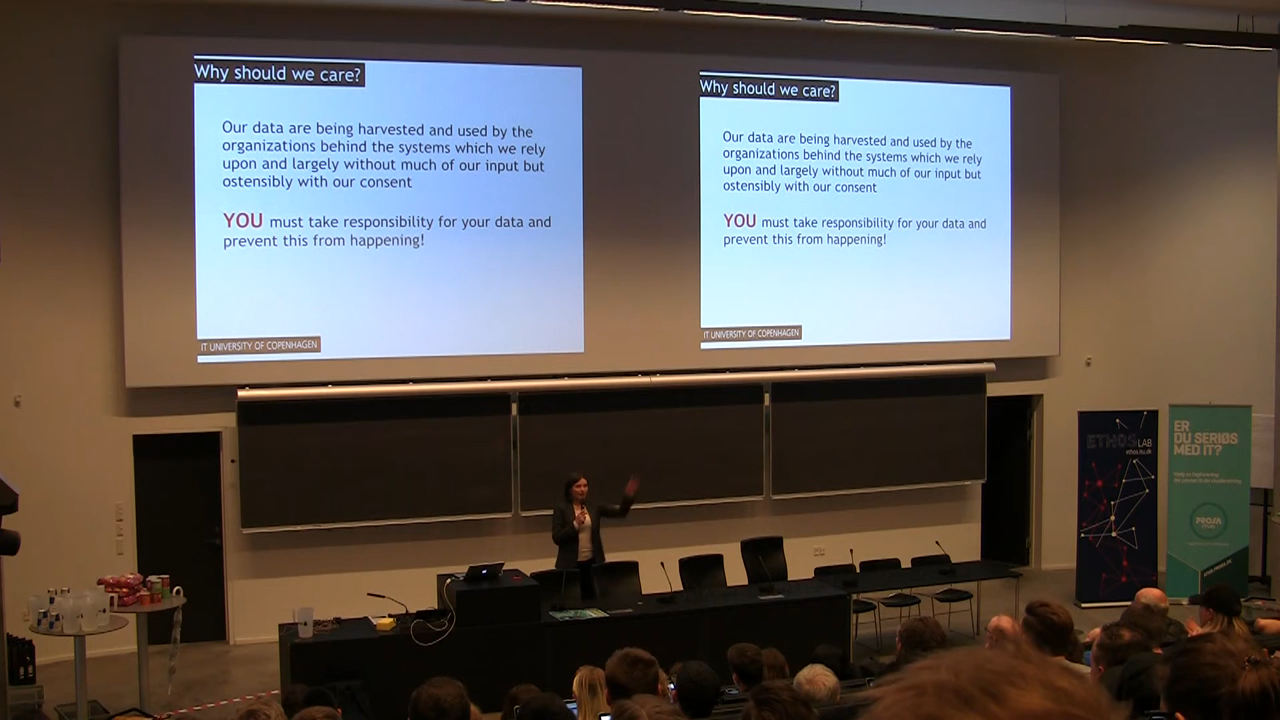 Why should we care?
Our data are being harvested and used by the
organizations behind the systems which we rely
upon and largely without much of our input but
ostensibly with our consent
YOU must take responsibility for your data and
prevent this from happening!
IT UNIVERSITY OF COPENHAGEN
Why should we care?
Our data are being harvested and used by the
organizations behind the systems which we rely
upon and largely without much of our input but
ostensibly with our consent
YOU must take responsibility for your data and
prevent this from happening!
IT UNIVERSITY OF COPENHAGEN
ETHOS LAB
ethos.itu.dk
ER
DU SERIØS
MED IT?
PROSA